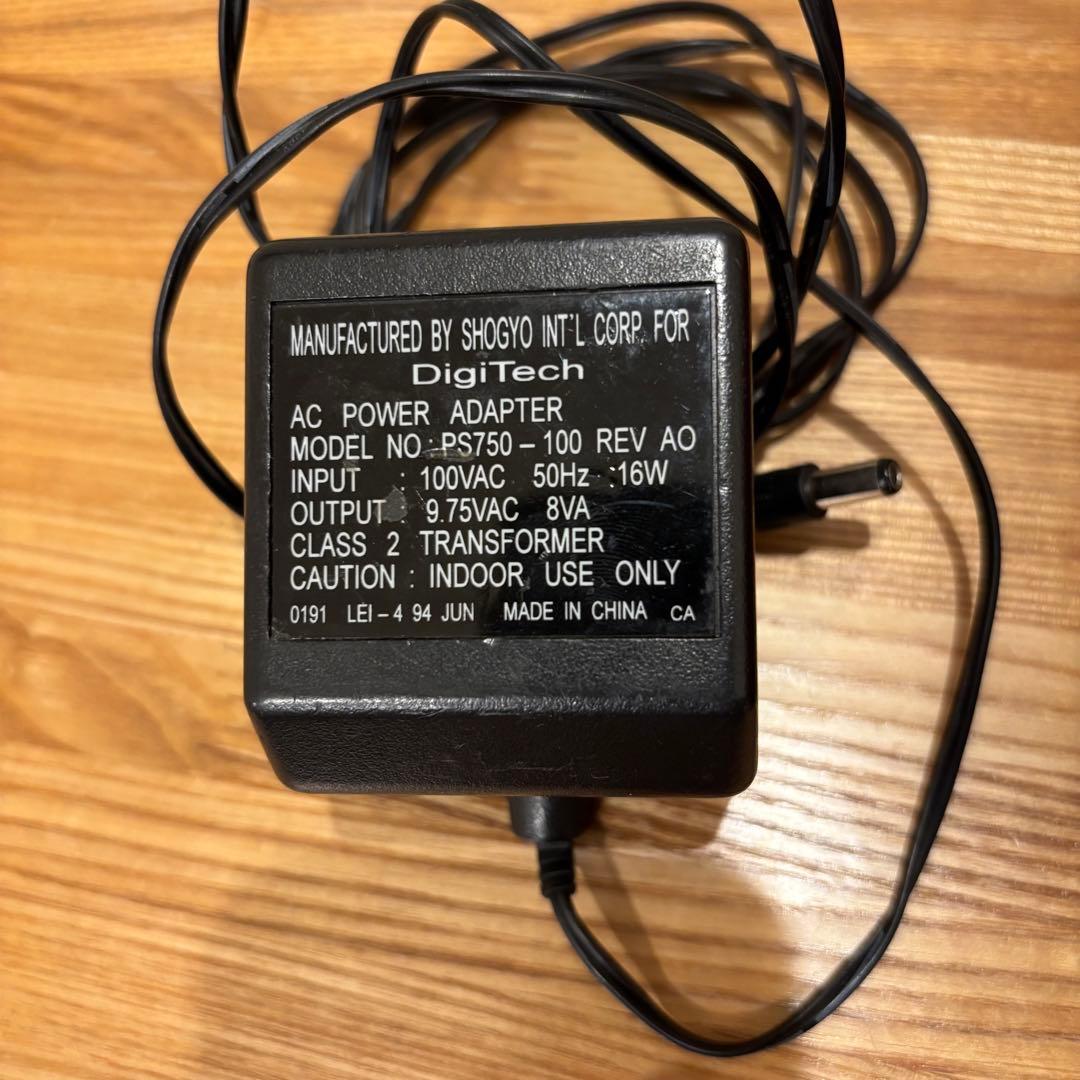 MANUFACTURED BY SHOGYO INT'L CORP. FOR
DigiTech
AC POWER ADAPTER
MODEL NO : PS750-100 REV AO
INPUT : 100VAC 50Hz :16W
OUTPUT : 9.75VAC 8VA
CLASS 2 TRANSFORMER
CAUTION : INDOOR USE ONLY
0191 LEI-4 94 JUN MADE IN CHINA CA